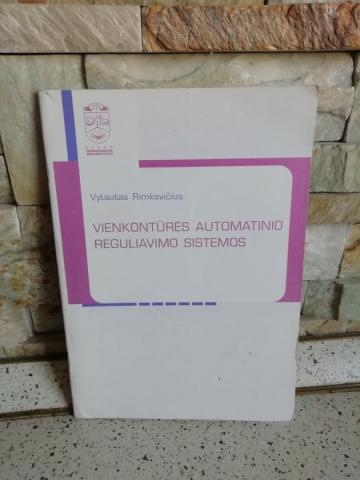 Vytautas Rimkevičius
VIENKONTŪRĖS AUTOMATINIO
REGULIAVIMO SISTEMOS